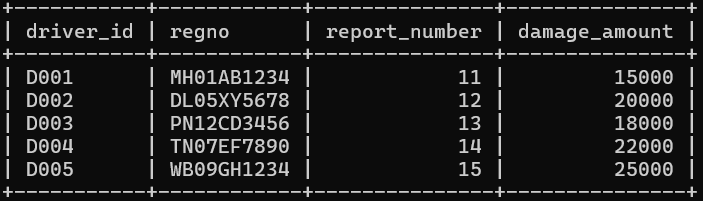 +-----------+------------+---------------+---------------+
| driver_id | regno      | report_number | damage_amount |
+-----------+------------+---------------+---------------+
| D001      | MH01AB1234 |            11 |         15000 |
| D002      | DL05XY5678 |            12 |         20000 |
| D003      | PN12CD3456 |            13 |         18000 |
| D004      | TN07EF7890 |            14 |         22000 |
| D005      | WB09GH1234 |            15 |         25000 |
+-----------+------------+---------------+---------------+